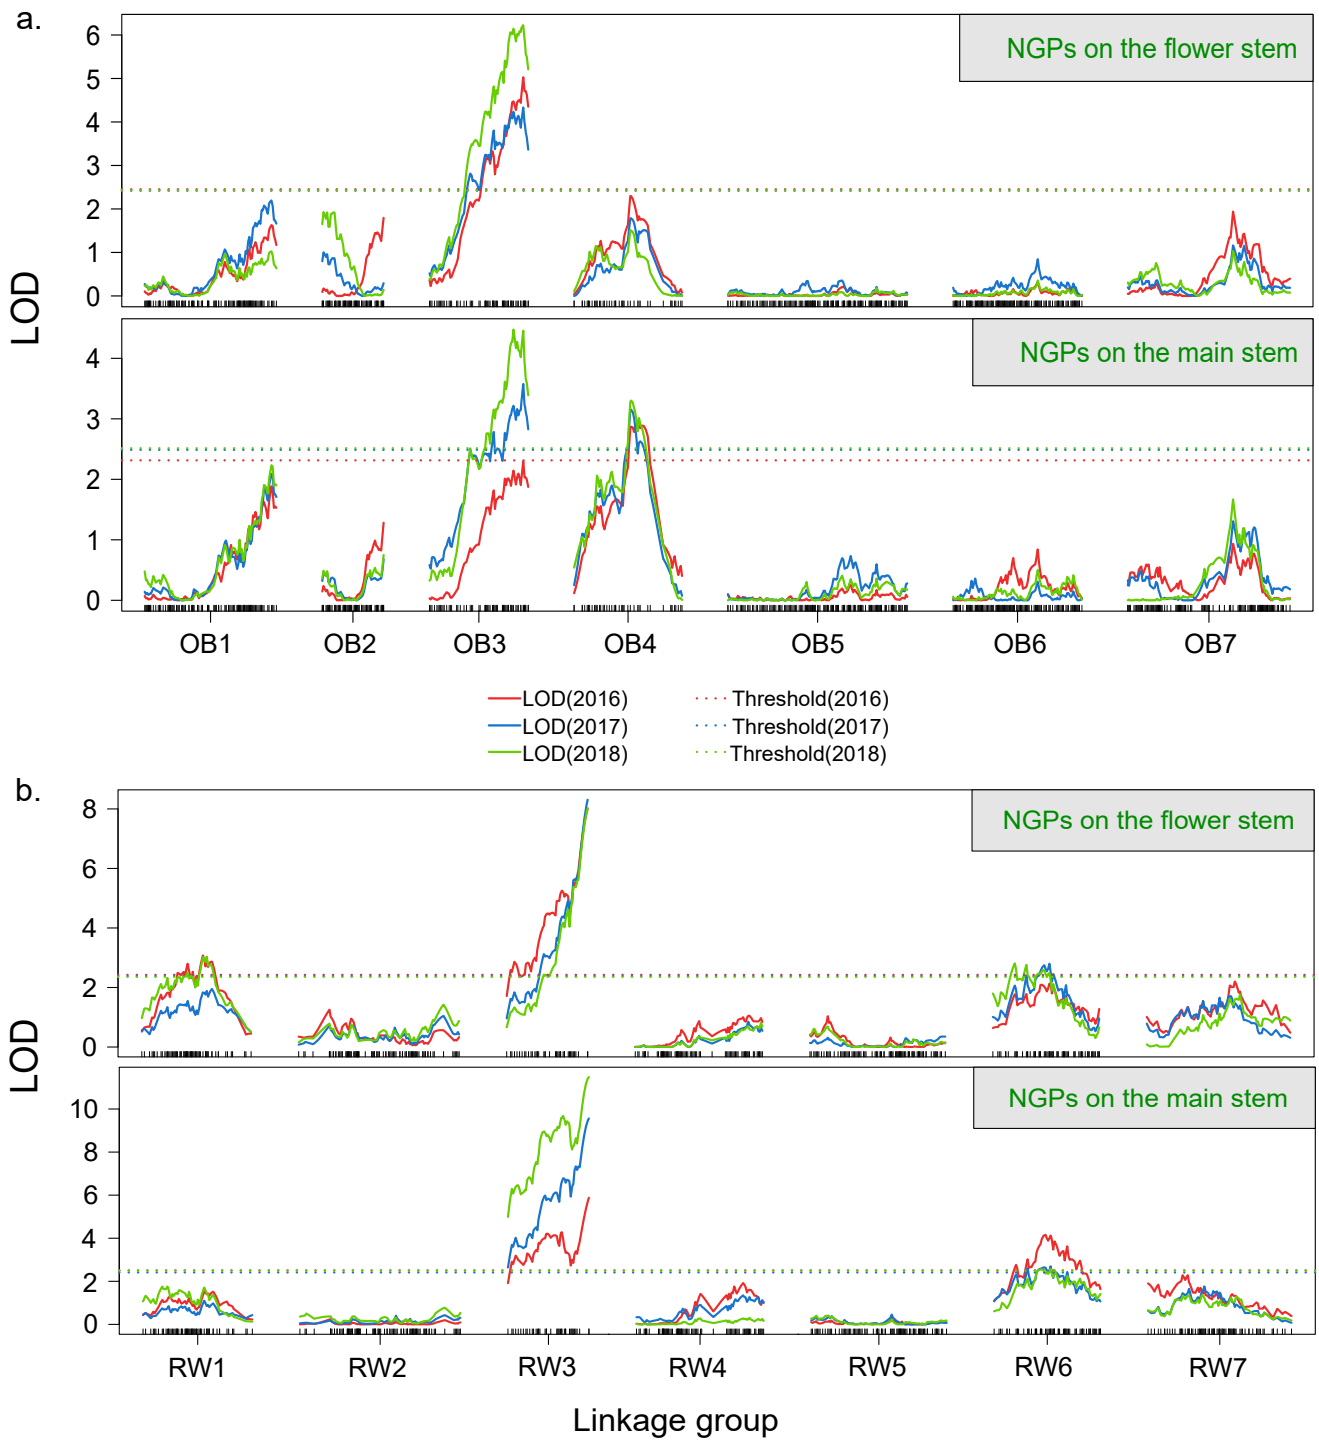 a.
NGPs on the flower stem
6
5
4
3
2
1
0
LOD
NGPs on the main stem
4
3
2
1
0
OB1 OB2 OB3 OB4 OB5 OB6 OB7
LOD(2016) Threshold(2016)
LOD(2017) Threshold(2017)
LOD(2018) Threshold(2018)
b.
NGPs on the flower stem
8
6
4
2
0
LOD
NGPs on the main stem
10
8
6
4
2
0
RW1 RW2 RW3 RW4 RW5 RW6 RW7
Linkage group